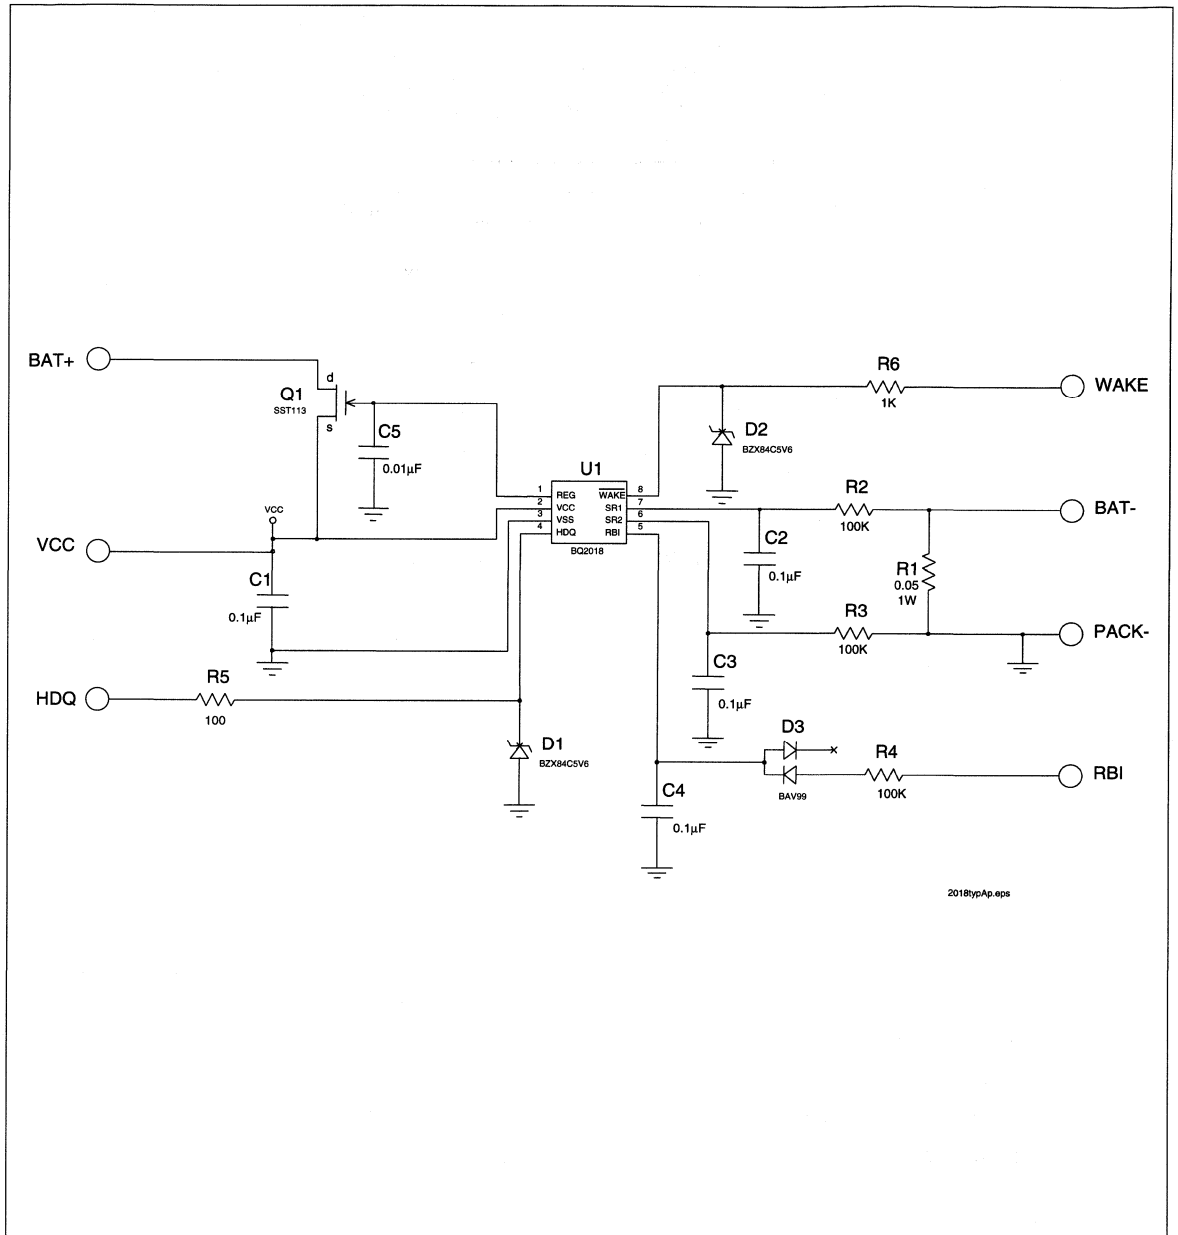 BAT+
d
Q1
SST113
s
C5
0.01µF
R6
1K
WAKE
D2
BZX84C5V6
U1
1
2
3
4
REG
VCC
VSS
HDQ
WAKE
SR1
SR2
RBI
8
7
6
5
BQ2018
R2
100K
BAT-
VCC
VCC
C1
0.1µF
C2
0.1µF
R1
0.05
1W
R3
100K
PACK-
C3
0.1µF
HDQ
R5
100
D1
BZX84C5V6
D3
BAV99
R4
100K
RBI
C4
0.1µF
2018typAp.eps